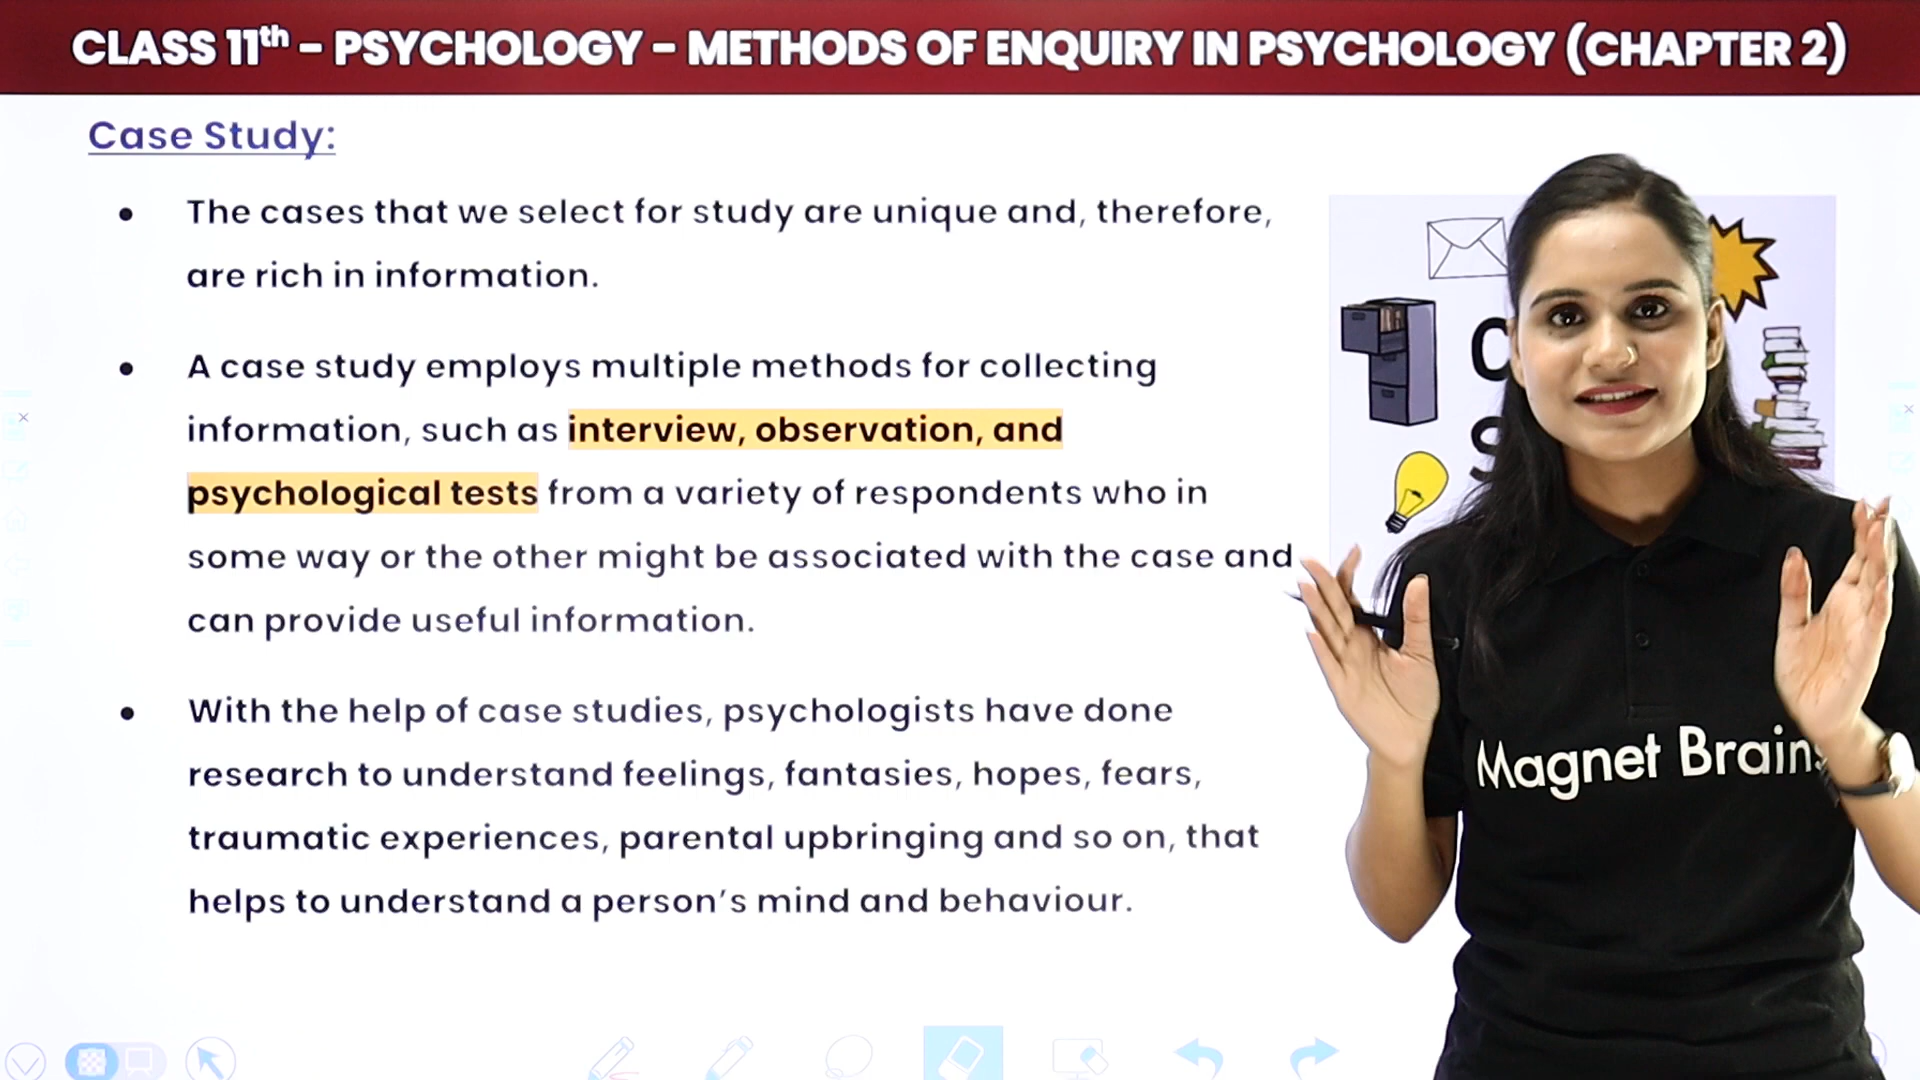 CLASS 11th – PSYCHOLOGY – METHODS OF ENQUIRY IN PSYCHOLOGY (CHAPTER 2)
Case Study:
• The cases that we select for study are unique and, therefore,
are rich in information.
• A case study employs multiple methods for collecting
information, such as interview, observation, and
psychological tests from a variety of respondents who in
some way or the other might be associated with the case and
can provide useful information.
• With the help of case studies, psychologists have done
research to understand feelings, fantasies, hopes, fears,
traumatic experiences, parental upbringing and so on, that
helps to understand a person's mind and behaviour.
C
S
Magnet Brains